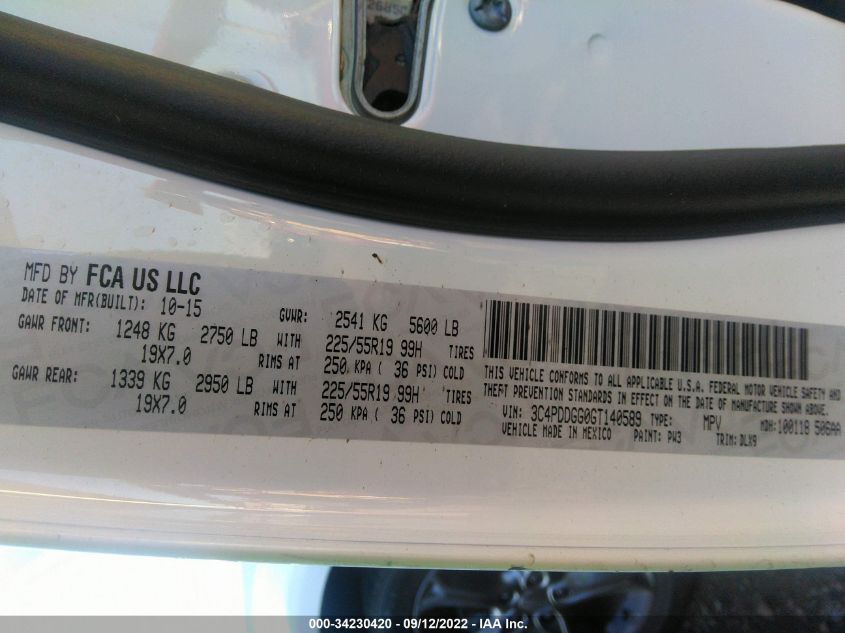 MFD BY FCA US LLC
DATE OF MFR(BUILT): 10-15 GVWR: 2541 KG 5600 LB
GAWR FRONT: 1248 KG 2750 LB WITH 225/55R19 99H TIRES
19X7.0 RIMS AT 250 KPA ( 36 PSI) COLD
GAWR REAR: 1339 KG 2950 LB WITH 225/55R19 99H TIRES
19X7.0 RIMS AT 250 KPA ( 36 PSI) COLD
THIS VEHICLE CONFORMS TO ALL APPLICABLE U.S.A. FEDERAL MOTOR VEHICLE SAFETY AND
THEFT PREVENTION STANDARDS IN EFFECT ON THE DATE OF MANUFACTURE SHOWN ABOVE.
VIN: 3C4PDDGG0GT140589 TYPE: MPV MDH: 100118 506AA
VEHICLE MADE IN MEXICO PAINT: PW3 TRIM: DLX9
000-34230420 - 09/12/2022 - IAA Inc.